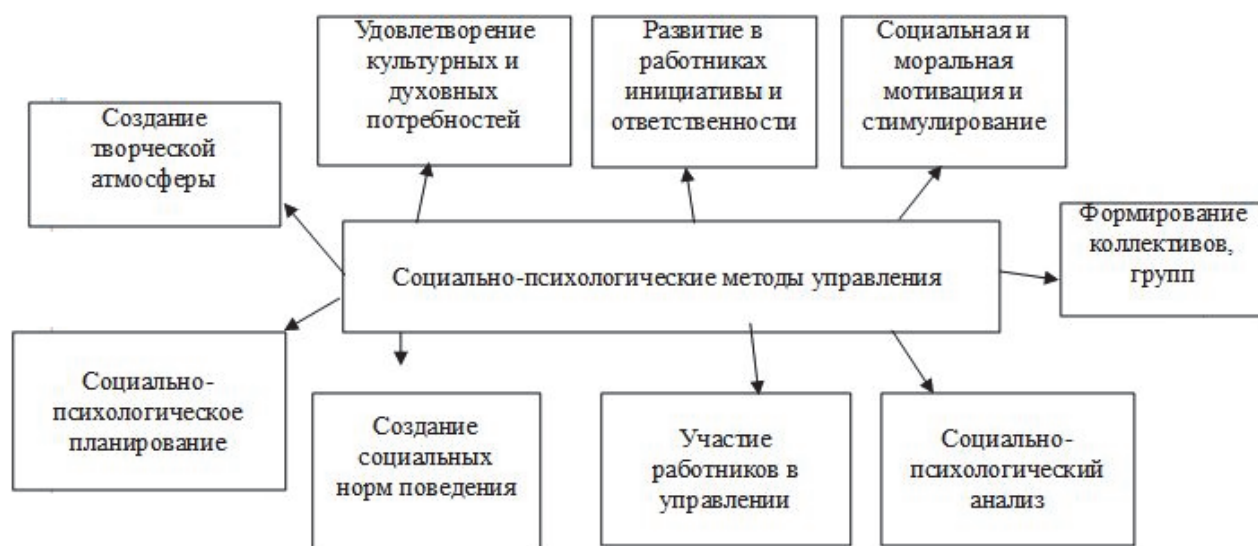 Удовлетворение
культурных и
духовных
потребностей
Развитие в
работниках
инициативы и
ответственности
Социальная и
моральная
мотивация и
стимулирование
Создание
творческой
атмосферы
Формирование
коллективов,
групп
Социально-психологические методы управления
Социально-
психологическое
планирование
Создание
социальных
норм поведения
Участие
работников в
управлении
Социально-
психологический
анализ